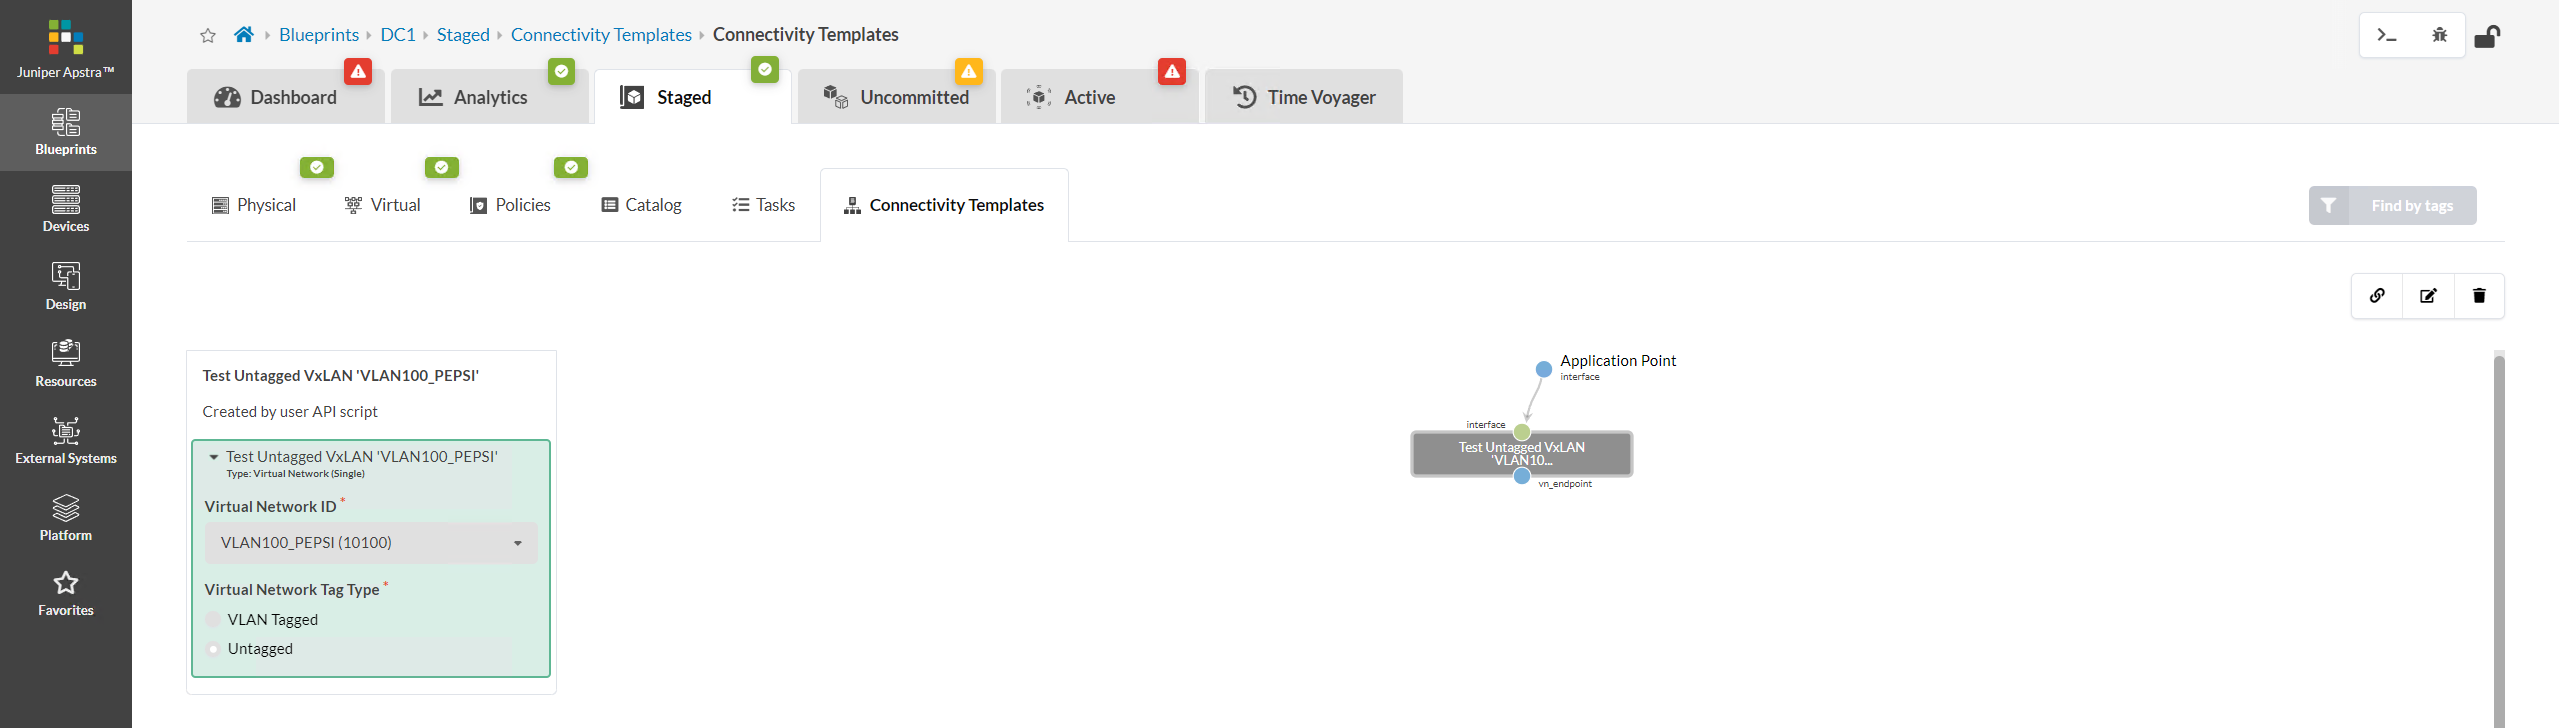 Juniper Apstra™
Blueprints
Devices
Design
Resources
External Systems
Platform
Favorites
Blueprints › DC1 › Staged › Connectivity Templates › Connectivity Templates
Dashboard
Analytics
Staged
Uncommitted
Active
Time Voyager
Physical
Virtual
Policies
Catalog
Tasks
Connectivity Templates
Find by tags
Test Untagged VxLAN 'VLAN100_PEPSI'
Created by user API script
Test Untagged VxLAN 'VLAN100_PEPSI'
Type: Virtual Network (Single)
Virtual Network ID *
VLAN100_PEPSI (10100)
Virtual Network Tag Type *
VLAN Tagged
Untagged
Application Point
interface
interface
Test Untagged VxLAN
'VLAN10...
vn_endpoint